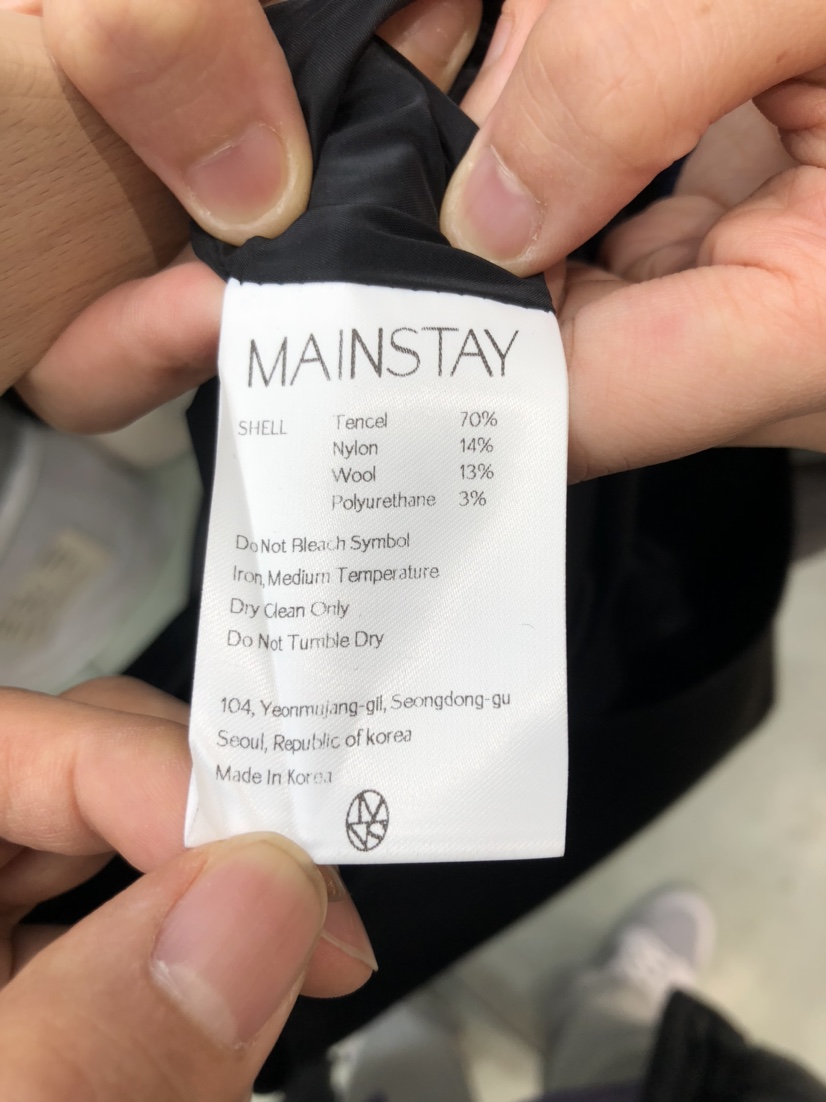 MAINSTAY
SHELL Tencel 70%
Nylon 14%
Wool 13%
Polyurethane 3%
Do Not Bleach Symbol
Iron, Medium Temperature
Dry Clean Only
Do Not Tumble Dry
104, Yeonmujang-gil, Seongdong-gu
Seoul, Republic of korea
Made In Korea